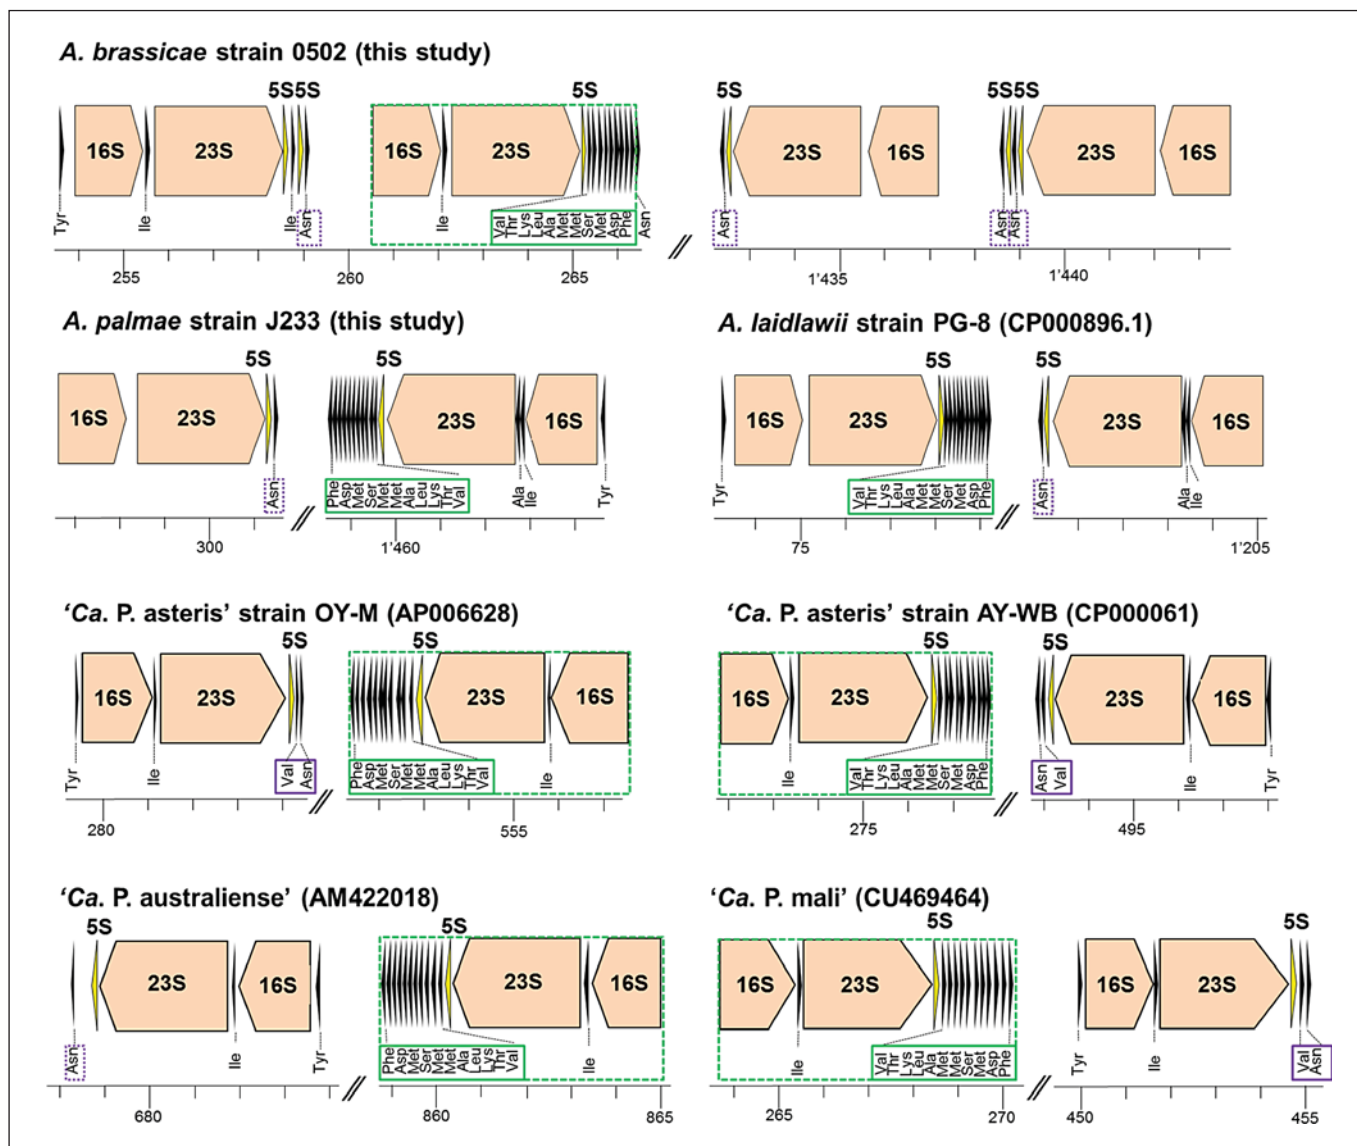 A. brassicae strain 0502 (this study)
5S 5S 5S 5S 5S 5S
16S 23S 16S 23S 23S 16S 23S 16S
Tyr Ile Ile Asn Ile Val Thr Lys Leu Ala Met Met Ser Met Asp Phe Asn Asn Asn Asn
255 260 265 1'435 1'440
A. palmae strain J233 (this study)
5S 5S
16S 23S 23S 16S
Asn Phe Asp Met Ser Met Met Ala Leu Lys Thr Val Ala Ile Tyr
300 1'460
A. laidlawii strain PG-8 (CP000896.1)
5S 5S
16S 23S 23S 16S
Tyr Val Thr Lys Leu Ala Met Met Ser Met Asp Phe Asn Ala Ile
75 1'205
'Ca. P. asteris' strain OY-M (AP006628)
5S 5S
16S 23S 23S 16S
Tyr Ile Val Asn Phe Asp Met Ser Met Met Ala Leu Lys Thr Val Ile
280 555
'Ca. P. asteris' strain AY-WB (CP000061)
5S 5S
16S 23S 23S 16S
Ile Val Thr Lys Leu Ala Met Met Ser Met Asp Phe Asn Val Ile Tyr
275 495
'Ca. P. australiense' (AM422018)
5S 5S
23S 16S 23S 16S
Asn Ile Tyr Phe Asp Met Ser Met Met Ala Leu Lys Thr Val Ile
680 860 865
'Ca. P. mali' (CU469464)
5S 5S
16S 23S 16S 23S
Ile Val Thr Lys Leu Ala Met Met Ser Met Asp Phe Tyr Ile Val Asn
265 270 450 455